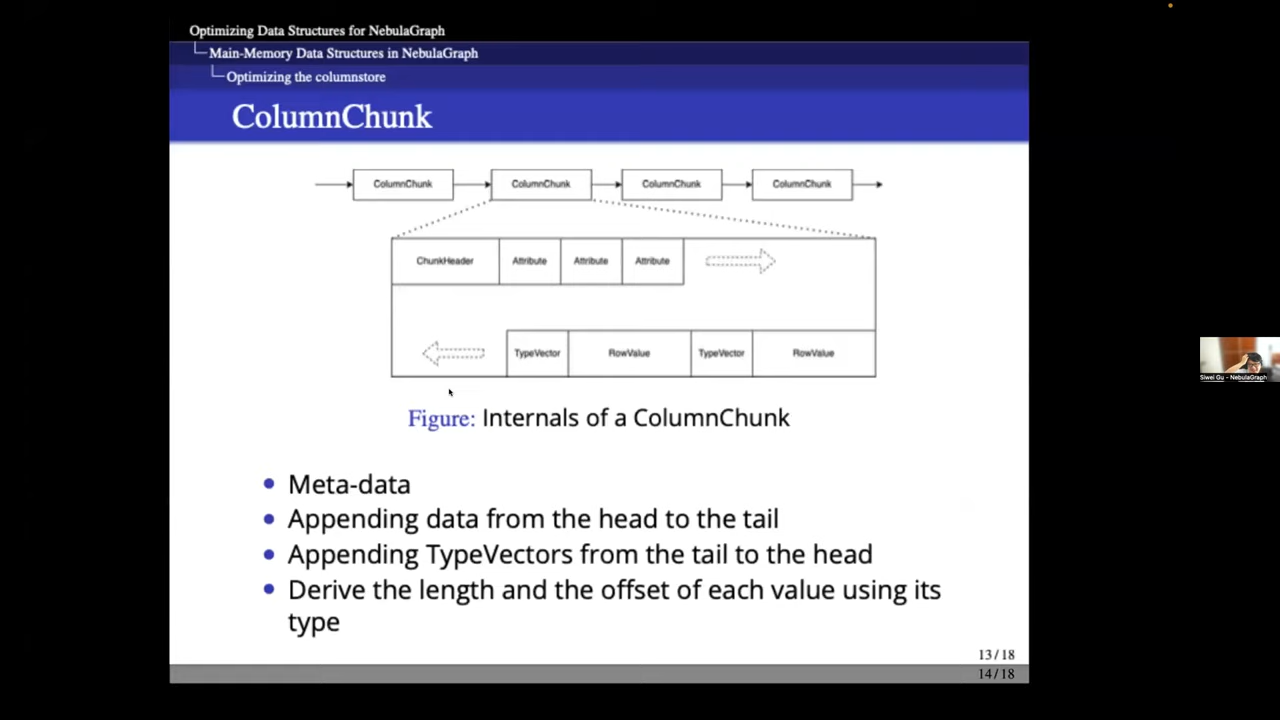 Optimizing Data Structures for NebulaGraph
Main-Memory Data Structures in NebulaGraph
Optimizing the columnstore
ColumnChunk
ColumnChunk ColumnChunk ColumnChunk ColumnChunk
ChunkHeader Attribute Attribute Attribute
TypeVector RowValue TypeVector RowValue
Siwei Gu - NebulaGraph
Figure: Internals of a ColumnChunk
• Meta-data
• Appending data from the head to the tail
• Appending TypeVectors from the tail to the head
• Derive the length and the offset of each value using its
type
13/18
14/18